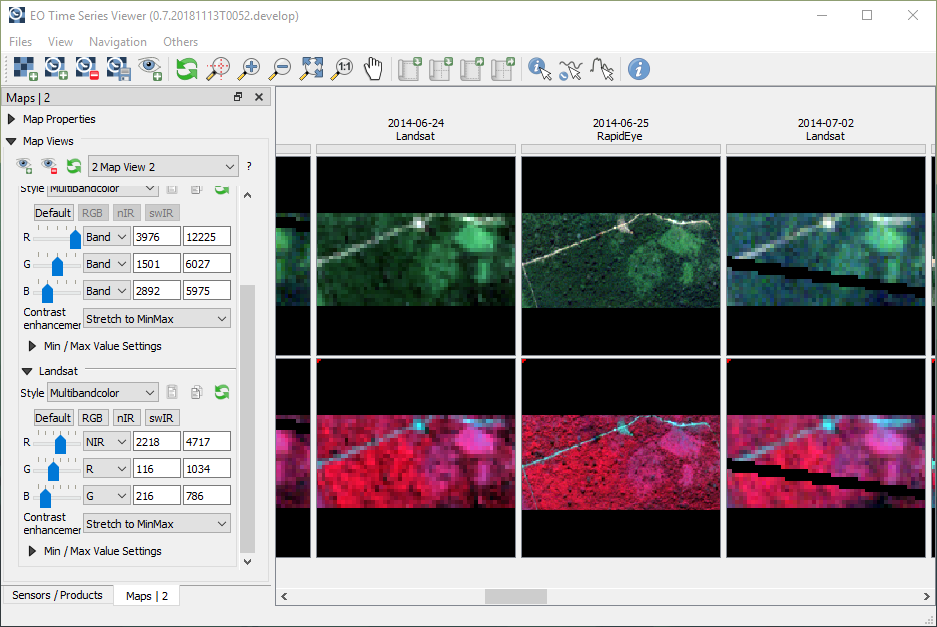 EO Time Series Viewer (0.7.20181113T0052.develop)
Files View Navigation Others
1:1
Maps | 2
Map Properties
Map Views
2 Map View 2 ?
Style Multibandcolor
Default RGB nIR swIR
R Band 3976 12225
G Band 1501 6027
B Band 2892 5975
Contrast
enhancemer Stretch to MinMax
Min / Max Value Settings
Landsat
Style Multibandcolor
Default RGB nIR swIR
R NIR 2218 4717
G R 116 1034
B G 216 786
Contrast
enhancemer Stretch to MinMax
Min / Max Value Settings
Sensors / Products Maps | 2
2014-06-24
Landsat
2014-06-25
RapidEye
2014-07-02
Landsat